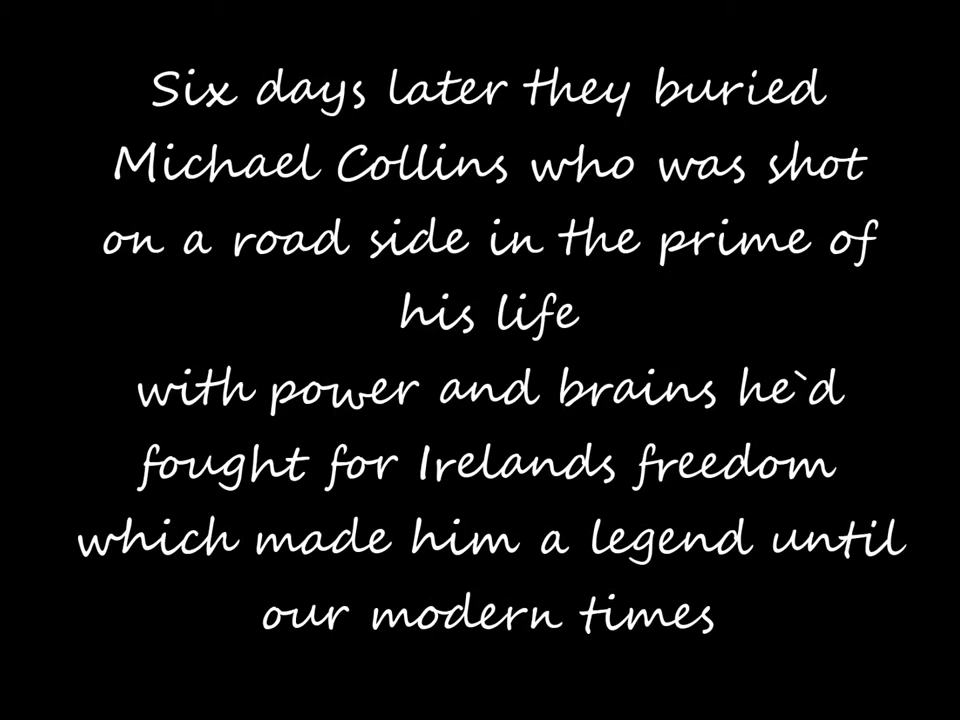 Six days later they buried
Michael Collins who was shot
on a road side in the prime of
his life
with power and brains he`d
fought for Irelands freedom
which made him a legend until
our modern times